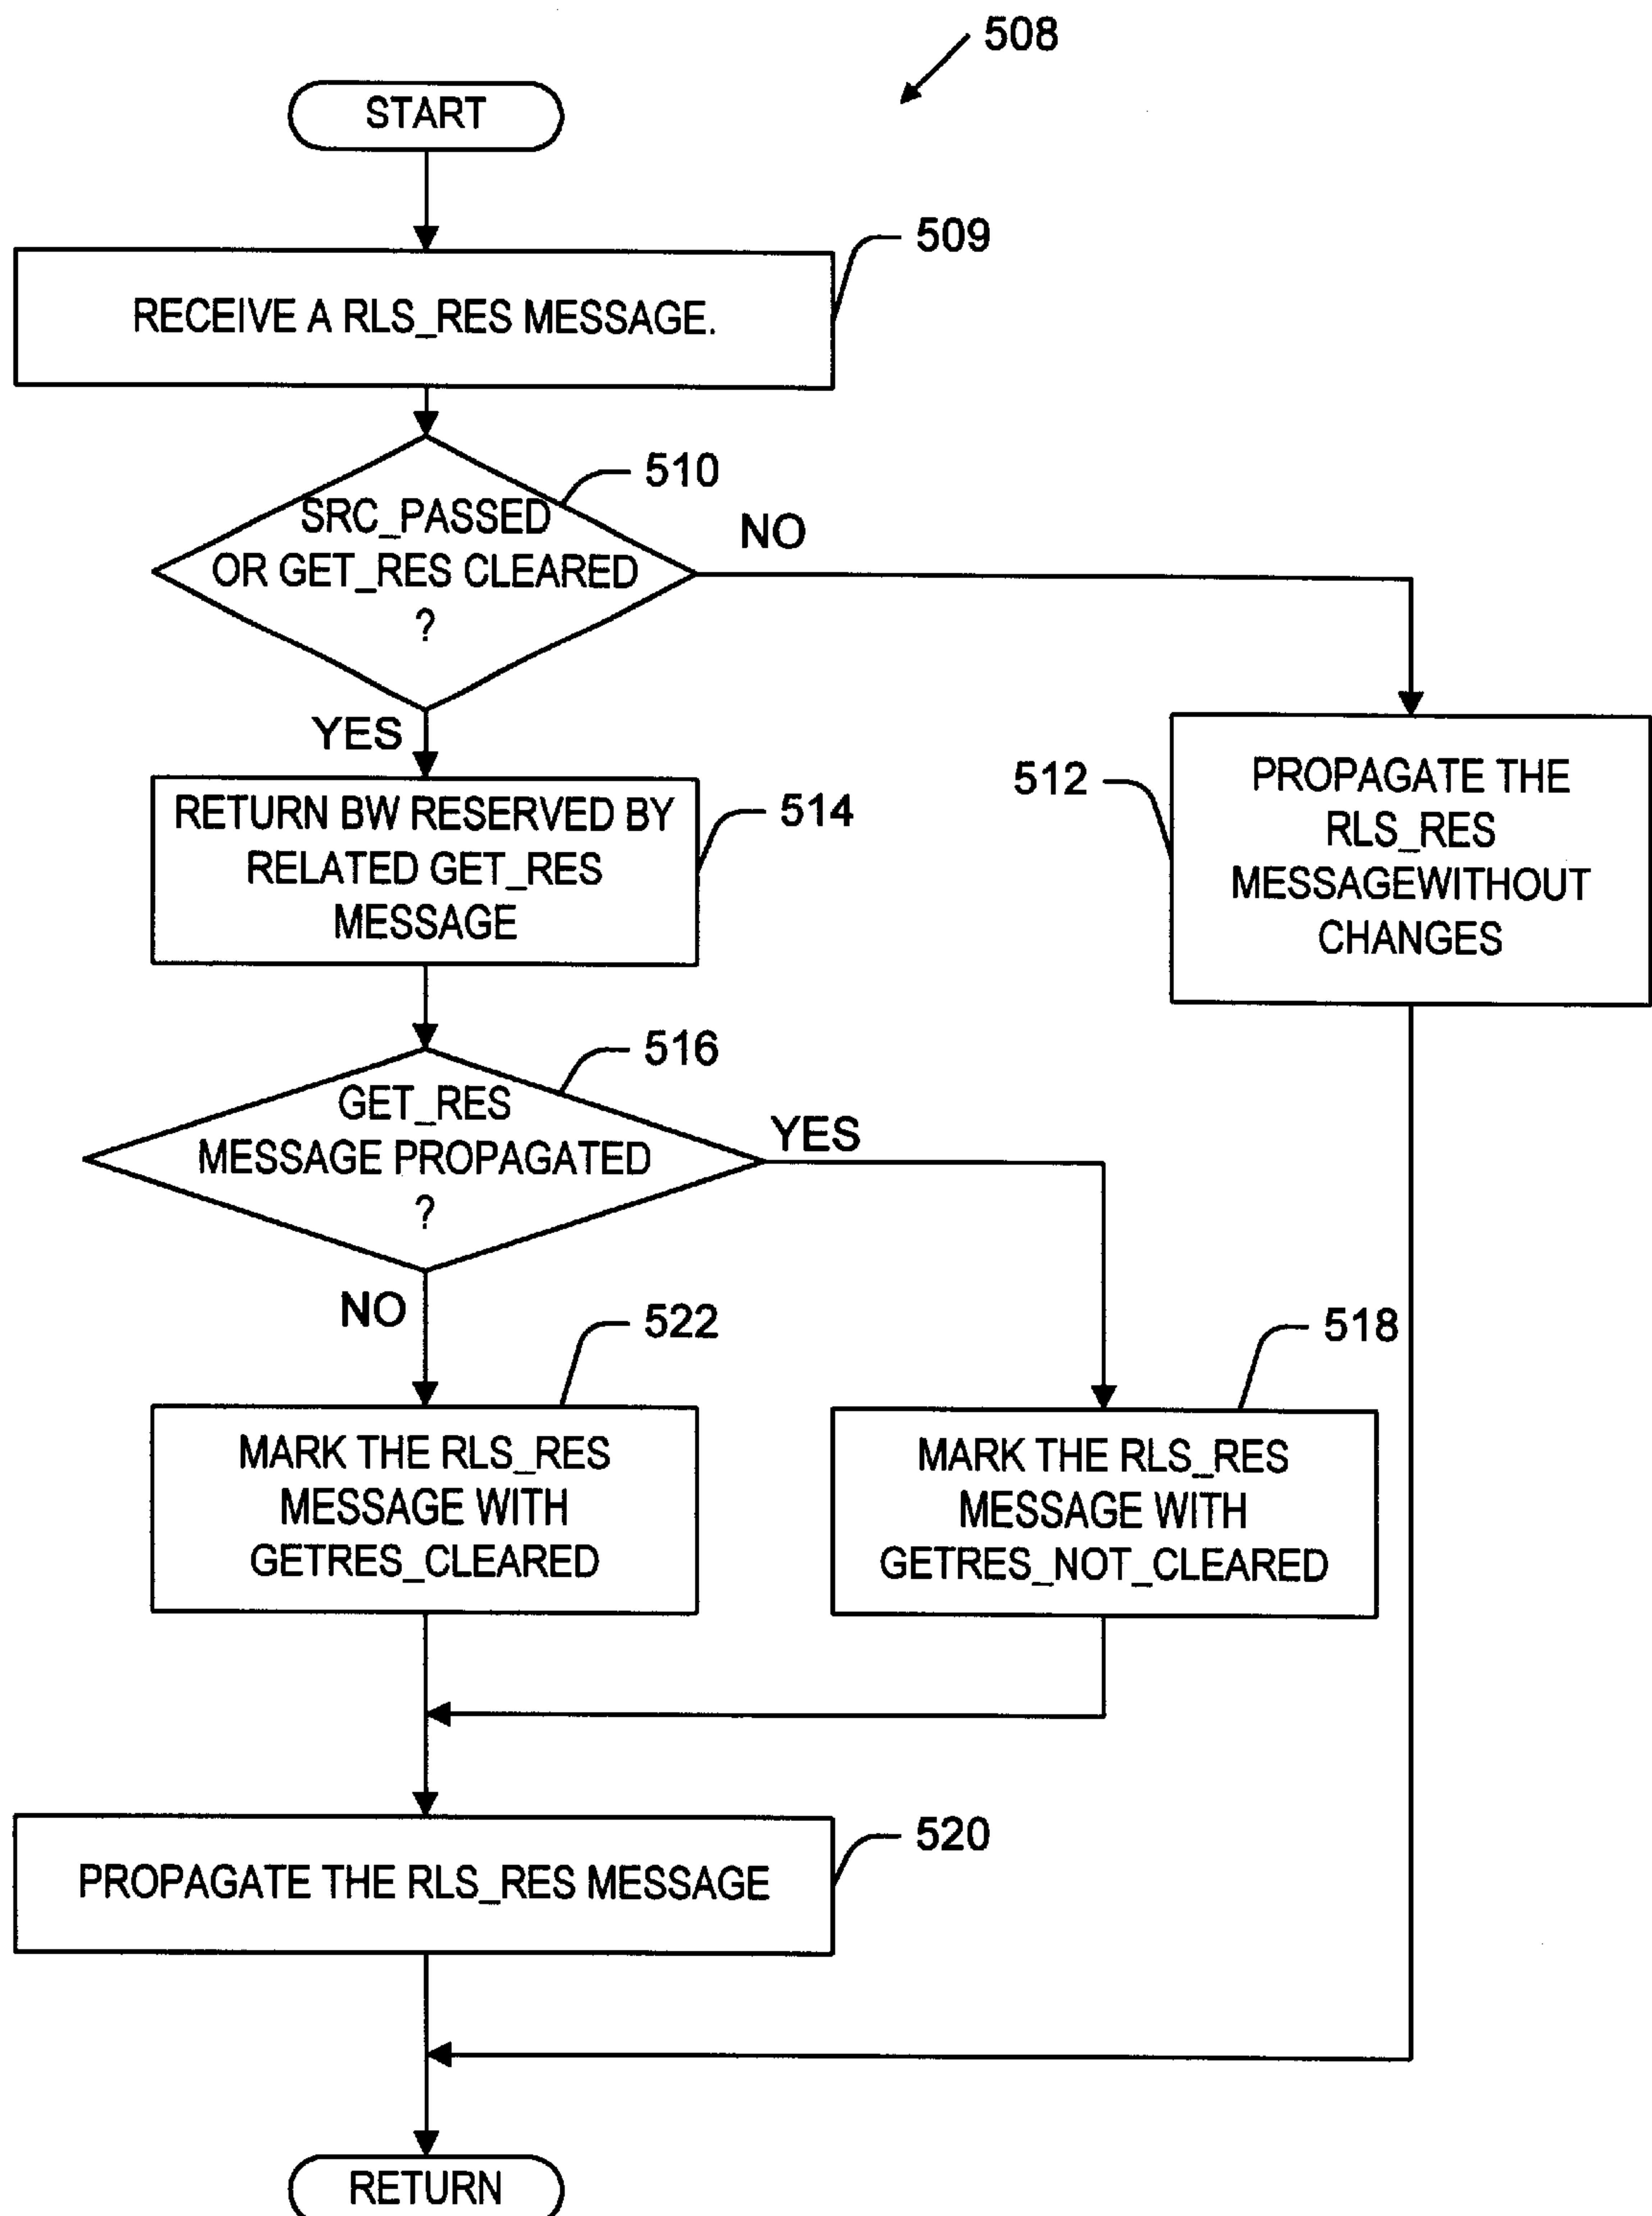 508
START
509
RECEIVE A RLS_RES MESSAGE.
510
SRC_PASSED
OR GET_RES CLEARED
?
NO
YES
RETURN BW RESERVED BY
RELATED GET_RES
MESSAGE
514
512
PROPAGATE THE
RLS_RES
MESSAGEWITHOUT
CHANGES
516
GET_RES
MESSAGE PROPAGATED
?
YES
NO
522
MARK THE RLS_RES
MESSAGE WITH
GETRES_CLEARED
518
MARK THE RLS_RES
MESSAGE WITH
GETRES_NOT_CLEARED
520
PROPAGATE THE RLS_RES MESSAGE
RETURN